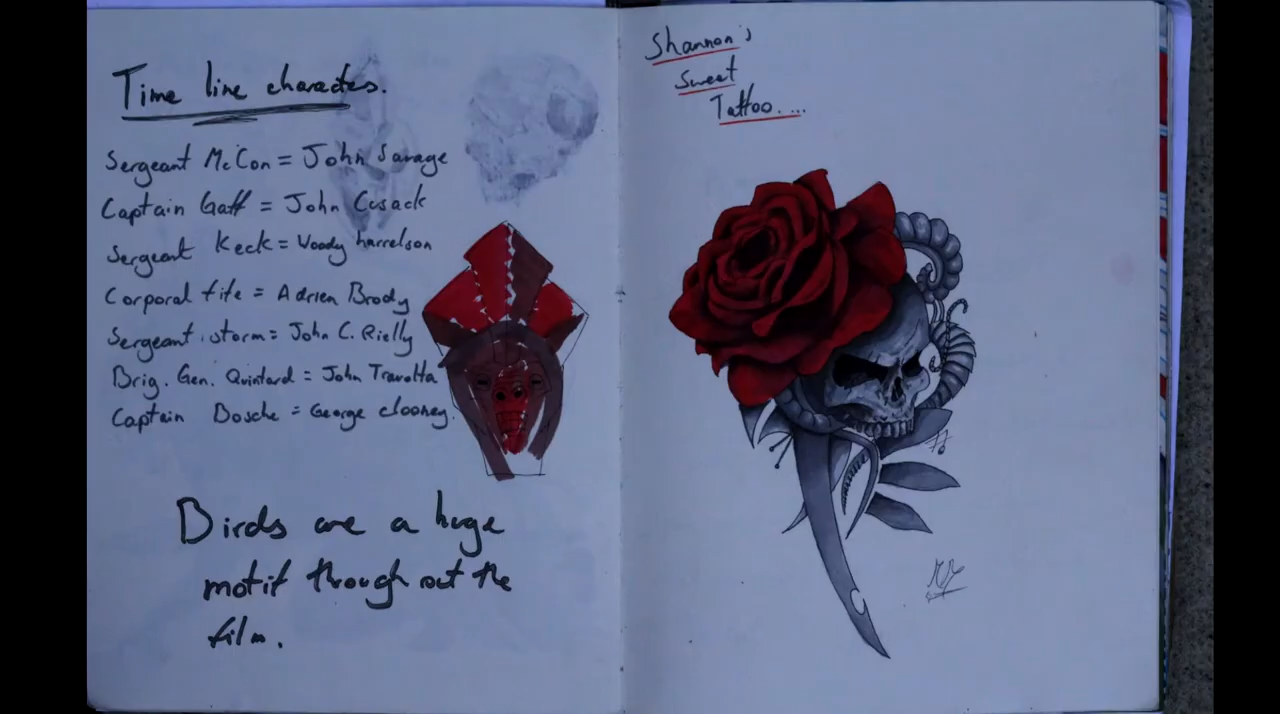 Time line characters.
Sergeant McCon = John Savage
Captain Gaff = John Cusack
Sergeant Keck = Woody harrelson
Corporal fife = Adrien Brody
Sergeant storm = John C. Rielly
Brig. Gen. Quintard = John Travolta
Captain Bosche = George clooney.
Birds are a huge
motif though out the
film.
Shannon's
Sweet
Tattoo....